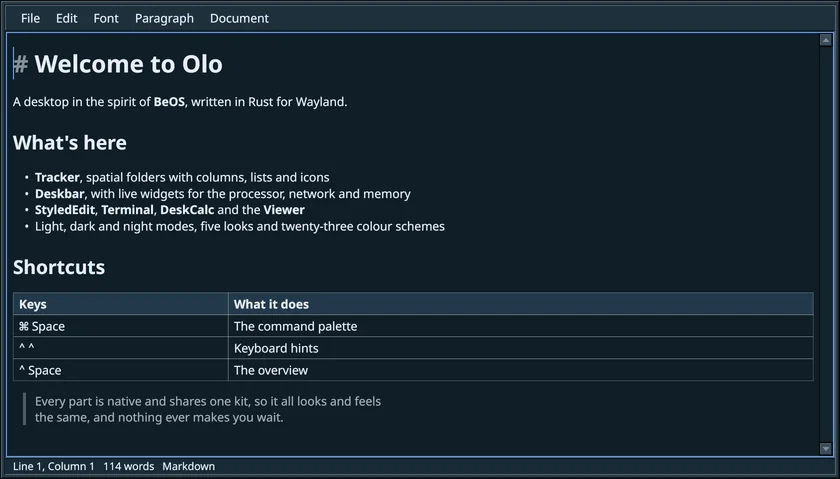 File Edit Font Paragraph Document
# Welcome to Olo
A desktop in the spirit of BeOS, written in Rust for Wayland.
What's here
• Tracker, spatial folders with columns, lists and icons
• Deskbar, with live widgets for the processor, network and memory
• StyledEdit, Terminal, DeskCalc and the Viewer
• Light, dark and night modes, five looks and twenty-three colour schemes
Shortcuts
Keys What it does
⌘ Space The command palette
^ ^ Keyboard hints
^ Space The overview
Every part is native and shares one kit, so it all looks and feels
the same, and nothing ever makes you wait.
Line 1, Column 1 114 words Markdown